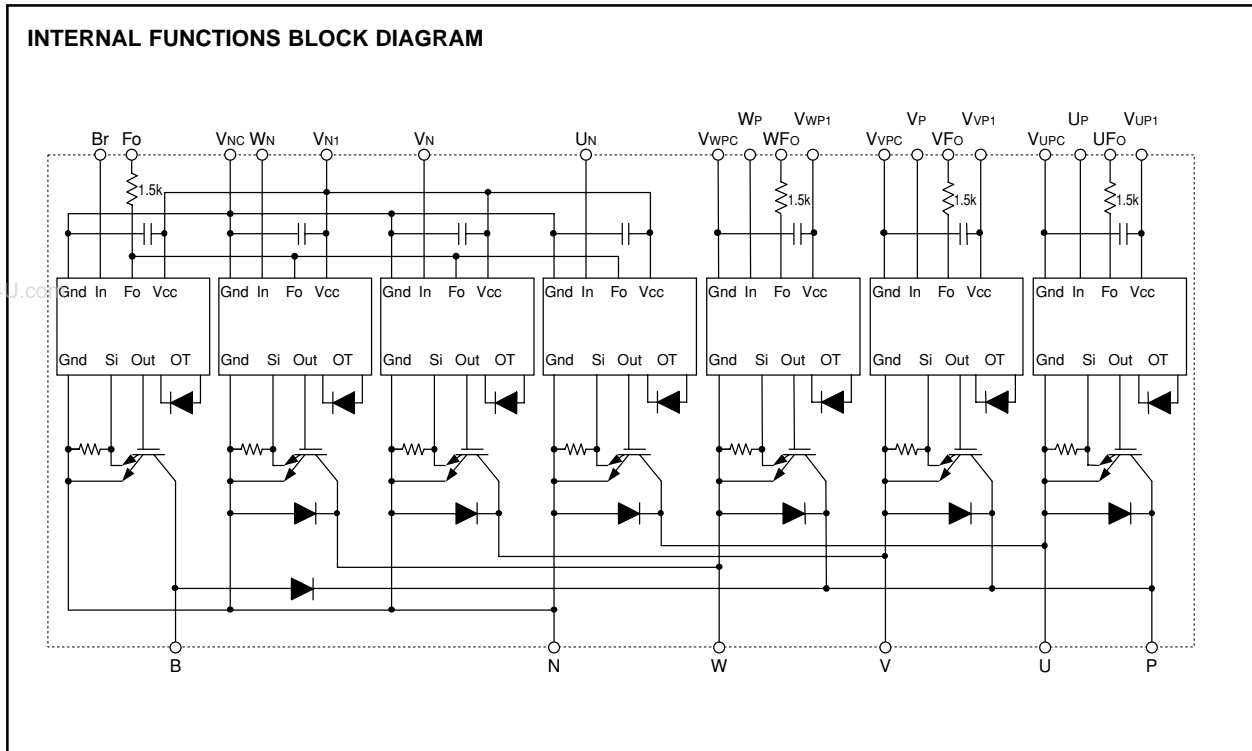 INTERNAL FUNCTIONS BLOCK DIAGRAM
WP VWP1 VP VVP1 UP VUP1
Br Fo VNC WN VN1 VN UN VWPC WFO VVPC VFO VUPC UFO
1.5k 1.5k 1.5k 1.5k
U.com
Gnd In Fo Vcc Gnd In Fo Vcc Gnd In Fo Vcc Gnd In Fo Vcc Gnd In Fo Vcc Gnd In Fo Vcc Gnd In Fo Vcc
Gnd Si Out OT Gnd Si Out OT Gnd Si Out OT Gnd Si Out OT Gnd Si Out OT Gnd Si Out OT Gnd Si Out OT
B N W V U P